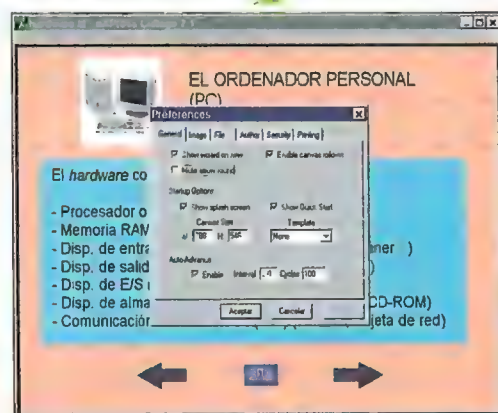 EL ORDENADOR PERSONAL
(PC)
Preferences
General Image File Author Security Printing
Show wizard on new Enable canvas rollover
Mute show sound
Startup Options
Show splash screen Show Quick Start
Canvas Size Template
W 780 H 545 None
Auto Advance
Enable Interval Cycles 100
Aceptar Cancelar
El hardware co
- Procesador o
- Memoria RAM
- Disp. de entra ner )
- Disp. de salid )
- Disp. de E/S
- Disp. de alma CD-ROM)
- Comunicación jeta de red)